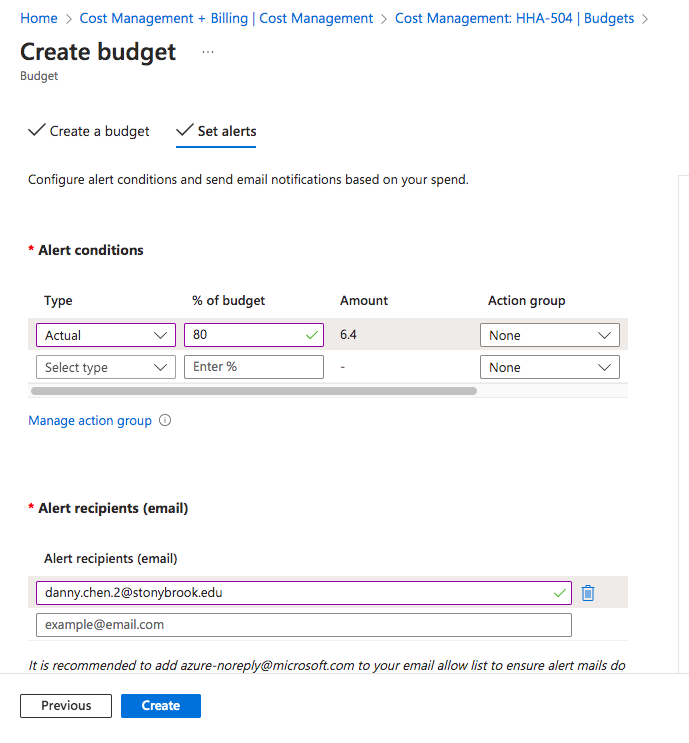 Home > Cost Management + Billing | Cost Management > Cost Management: HHA-504 | Budgets >
Create budget ...
Budget
Create a budget Set alerts
Configure alert conditions and send email notifications based on your spend.
* Alert conditions
Type % of budget Amount Action group
Actual 80 6.4 None
Select type Enter % - None
Manage action group
* Alert recipients (email)
Alert recipients (email)
danny.chen.2@stonybrook.edu
example@email.com
It is recommended to add azure-noreply@microsoft.com to your email allow list to ensure alert mails do
Previous Create